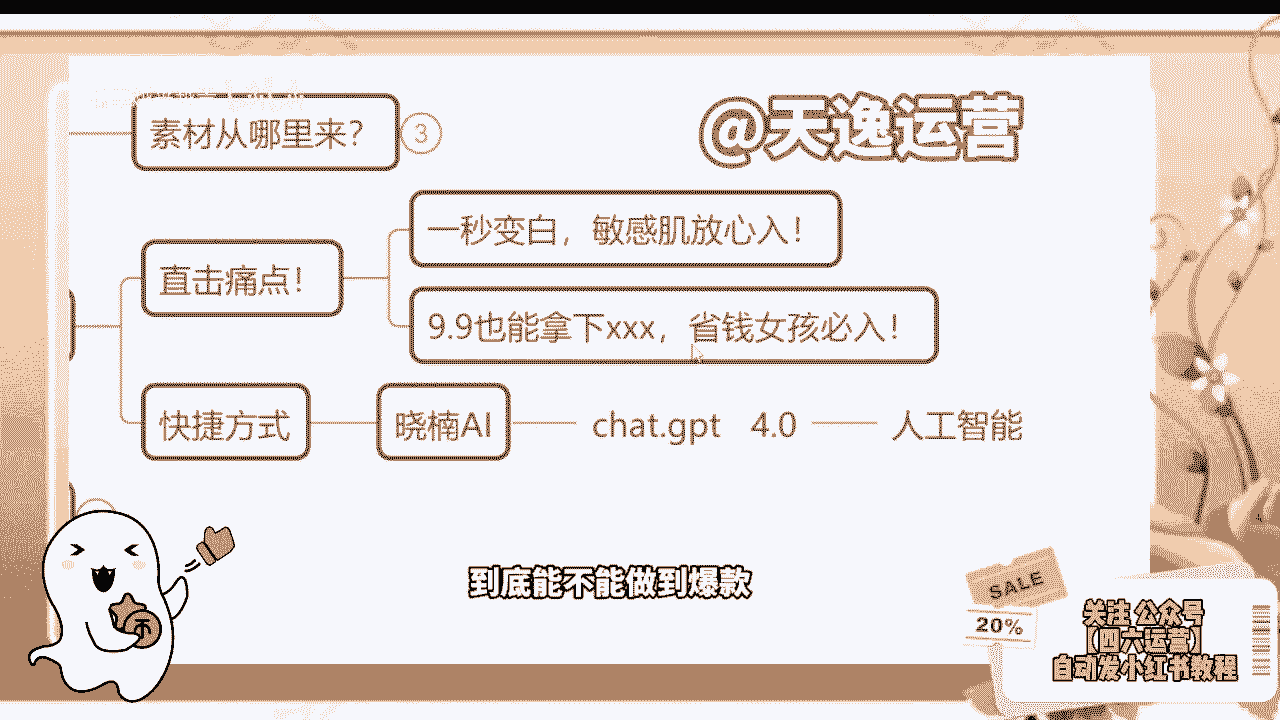 素材从哪里来？
3
@天逸运营
一秒变白，敏感肌放心入！
直击痛点！
9.9也能拿下xxx，省钱女孩必入！
快捷方式
晓楠AI
chat.gpt 4.0
人工智能
到底能不能做到爆款
SALE
20%
关注 公众号
【四六运营】
自动发小红书教程